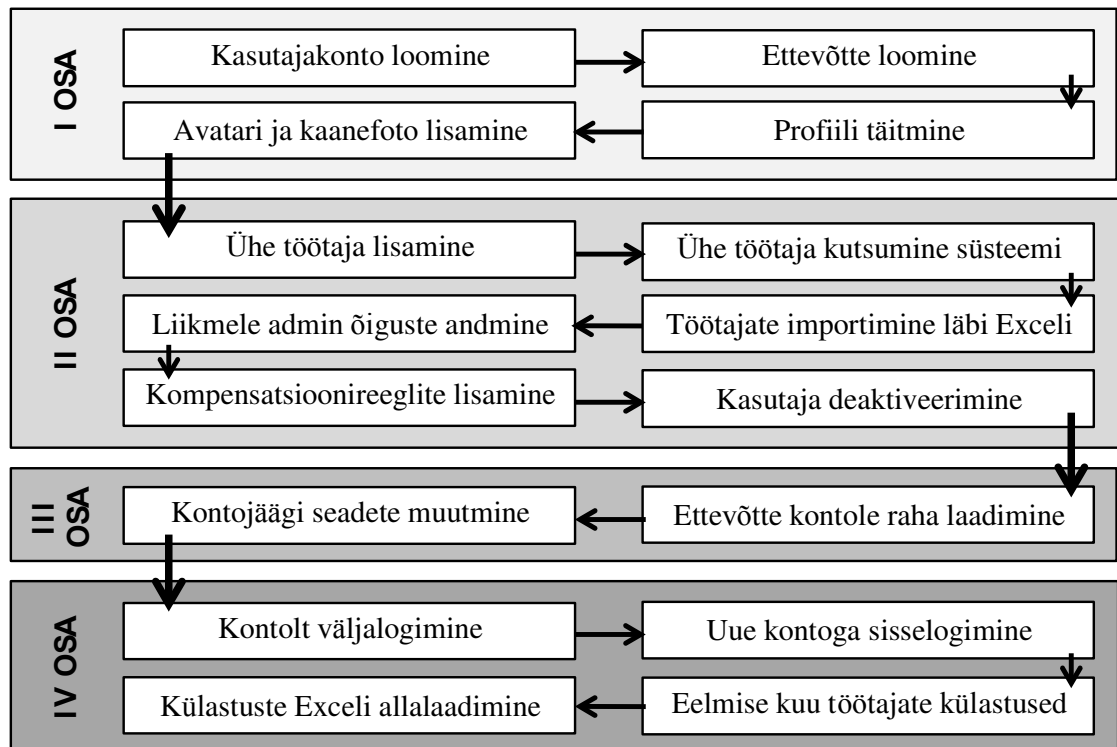 I OSA
Kasutajakonto loomine
Ettevõtte loomine
Avatari ja kaanefoto lisamine
Profiili täitmine
II OSA
Ühe töötaja lisamine
Ühe töötaja kutsumine süsteemi
Liikmele admin õiguste andmine
Töötajate importimine läbi Exceli
Kompensatsioonireeglite lisamine
Kasutaja deaktiveerimine
III
OSA
Kontojäägi seadete muutmine
Ettevõtte kontole raha laadimine
IV OSA
Kontolt väljalogimine
Uue kontoga sisselogimine
Külastuste Exceli allalaadimine
Eelmise kuu töötajate külastused